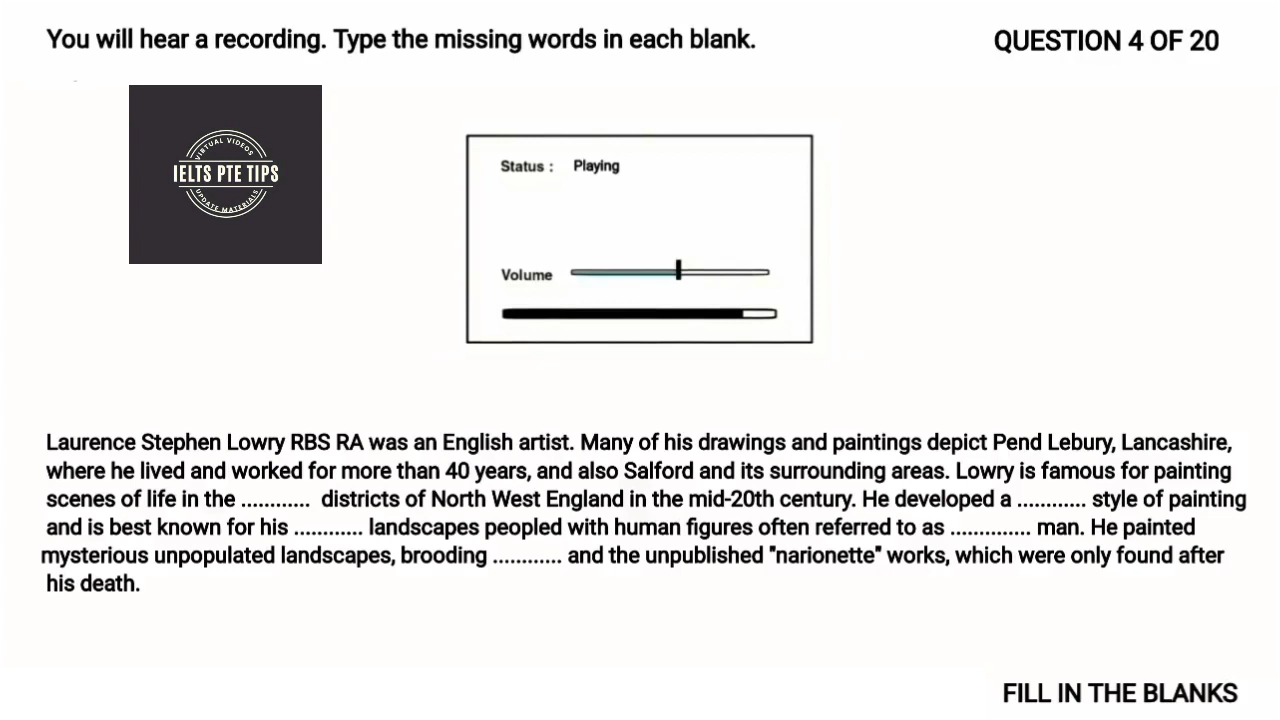 You will hear a recording. Type the missing words in each blank.
QUESTION 4 OF 20
VIRTUAL VIDEOS
IELTS PTE TIPS
UPDATE MATERIALS
Status : Playing
Volume
Laurence Stephen Lowry RBS RA was an English artist. Many of his drawings and paintings depict Pend Lebury, Lancashire,
where he lived and worked for more than 40 years, and also Salford and its surrounding areas. Lowry is famous for painting
scenes of life in the ............ districts of North West England in the mid-20th century. He developed a ............ style of painting
and is best known for his ............ landscapes peopled with human figures often referred to as .............. man. He painted
mysterious unpopulated landscapes, brooding ............ and the unpublished "narionette" works, which were only found after
his death.
FILL IN THE BLANKS